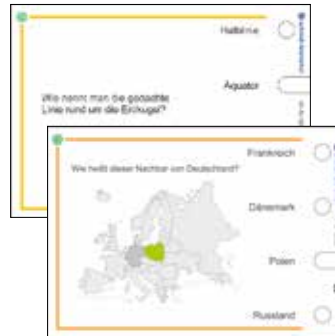 Halblinie
Äquator
Wie nennt man die gedachte
Linie rund um die Erdkugel?
Frankreich
Wie heißt dieser Nachbar von Deutschland?
Dänemark
Polen
Russland